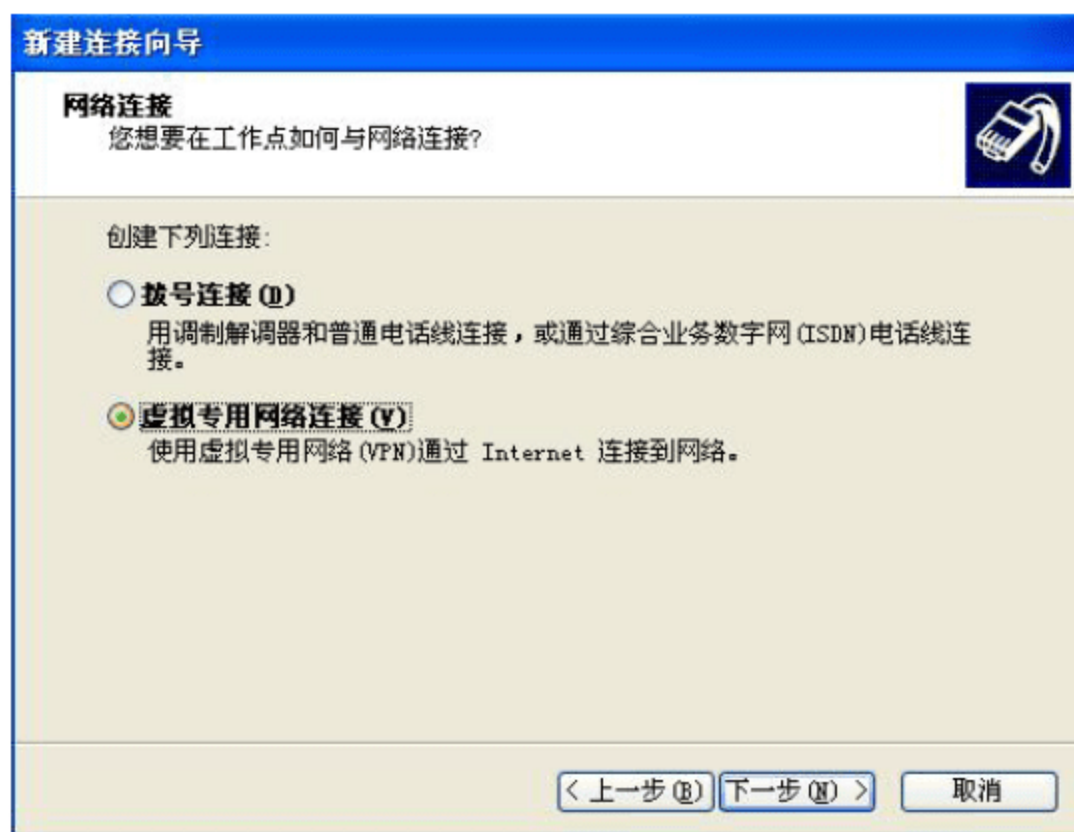 新建连接向导
网络连接
您想要在工作点如何与网络连接?
创建下列连接:
拨号连接(D)
用调制解调器和普通电话线连接，或通过综合业务数字网(ISDN)电话线连
接。
虚拟专用网络连接(V)
使用虚拟专用网络(VPN)通过 Internet 连接到网络。
< 上一步(B) 下一步(N) > 取消